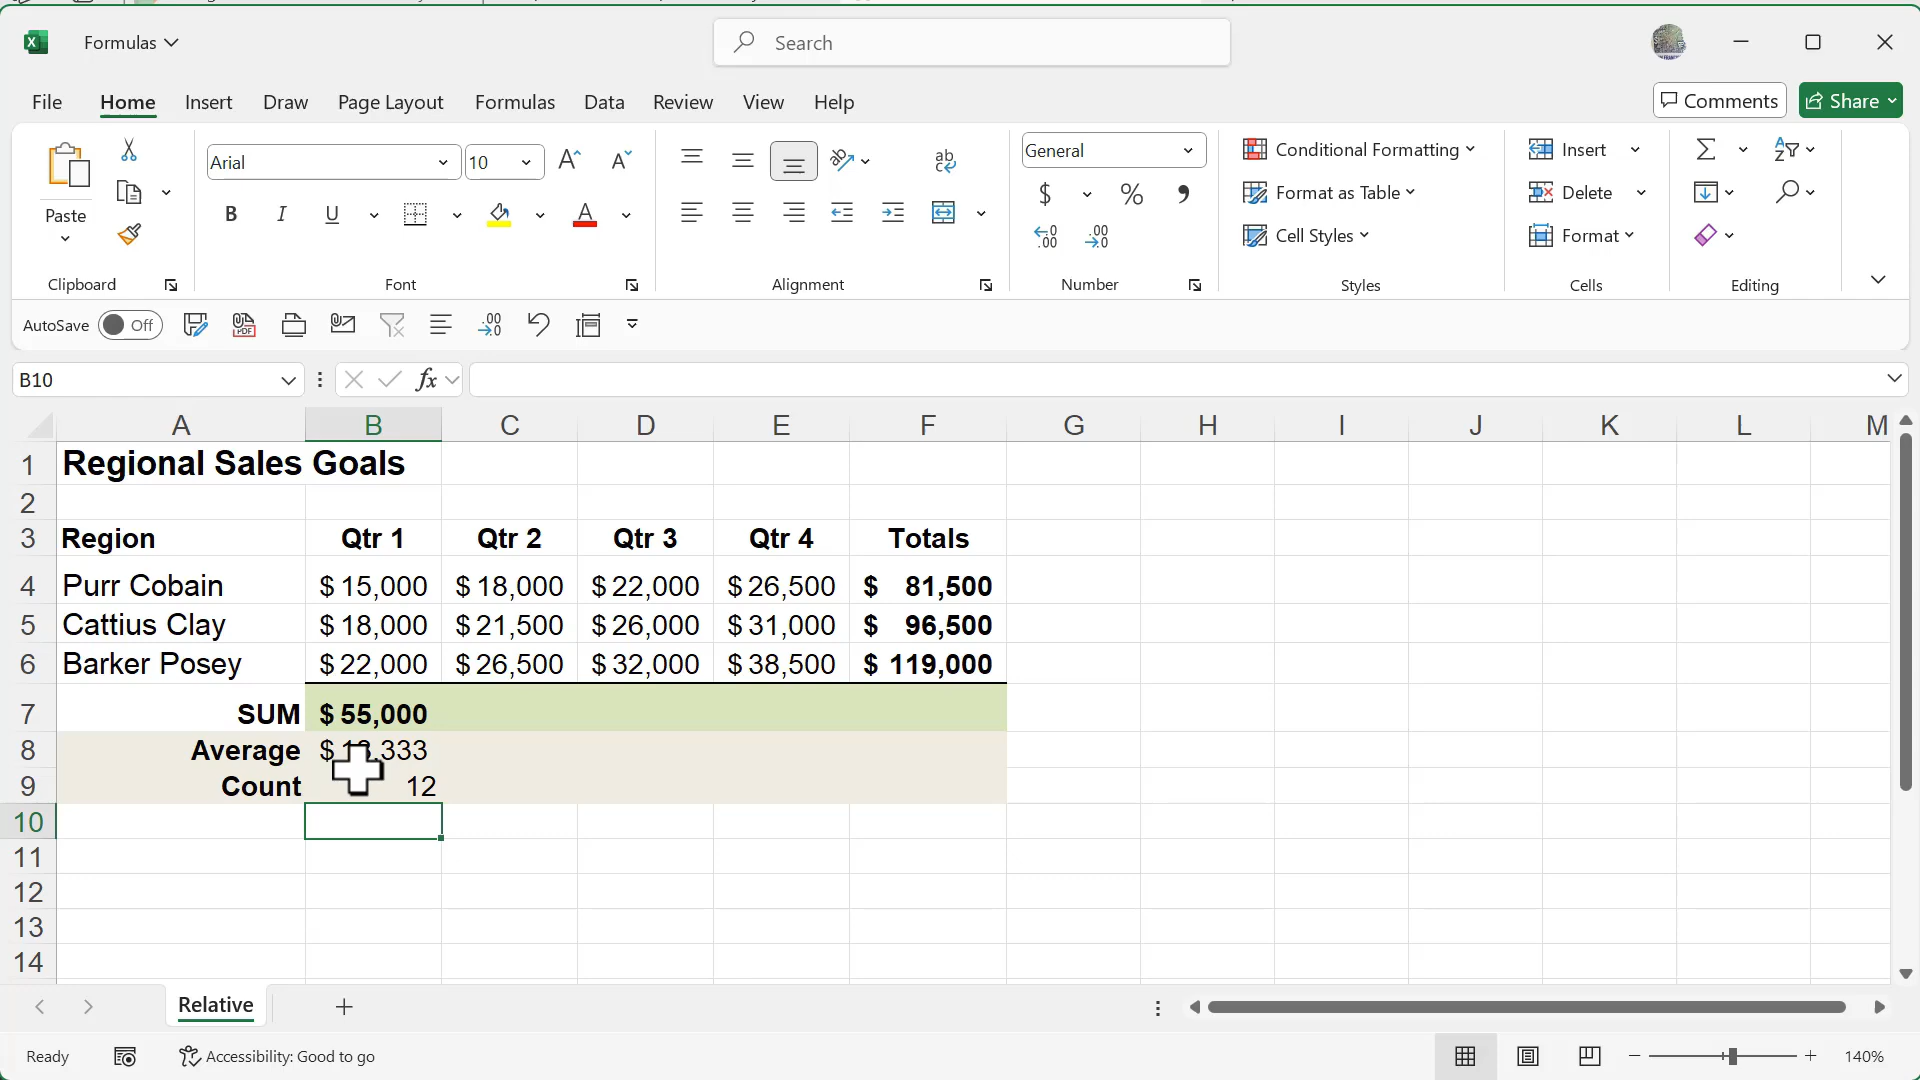 Formulas
Search
File Home Insert Draw Page Layout Formulas Data Review View Help Comments Share
Paste
Arial 10
B I U A
ab
General
$ % ,
Conditional Formatting
Format as Table
Cell Styles
Insert
Delete
Format
Clipboard Font Alignment Number Styles Cells Editing
AutoSave Off
B10 fx
A B C D E F G H I J K L M
1 Regional Sales Goals
2
3 Region Qtr 1 Qtr 2 Qtr 3 Qtr 4 Totals
4 Purr Cobain $ 15,000 $ 18,000 $ 22,000 $ 26,500 $ 81,500
5 Cattius Clay $ 18,000 $ 21,500 $ 26,000 $ 31,000 $ 96,500
6 Barker Posey $ 22,000 $ 26,500 $ 32,000 $ 38,500 $ 119,000
7 SUM $ 55,000
8 Average
9 Count 12
10
11
12
13
14
Relative
Ready Accessibility: Good to go 140%